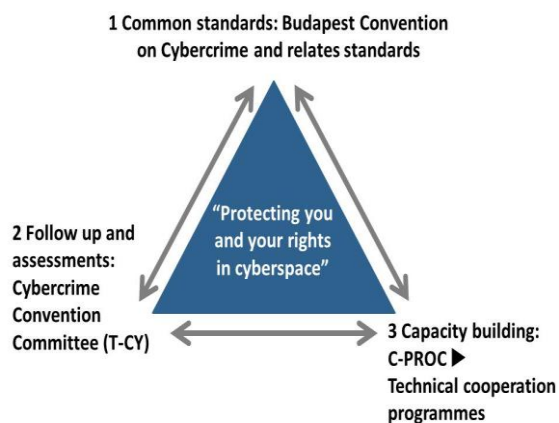 1 Common standards: Budapest Convention
on Cybercrime and relates standards
“Protecting you
and your rights
in cyberspace”
2 Follow up and
assessments:
Cybercrime
Convention
Committee (T-CY)
3 Capacity building:
C-PROC ▶
Technical cooperation
programmes